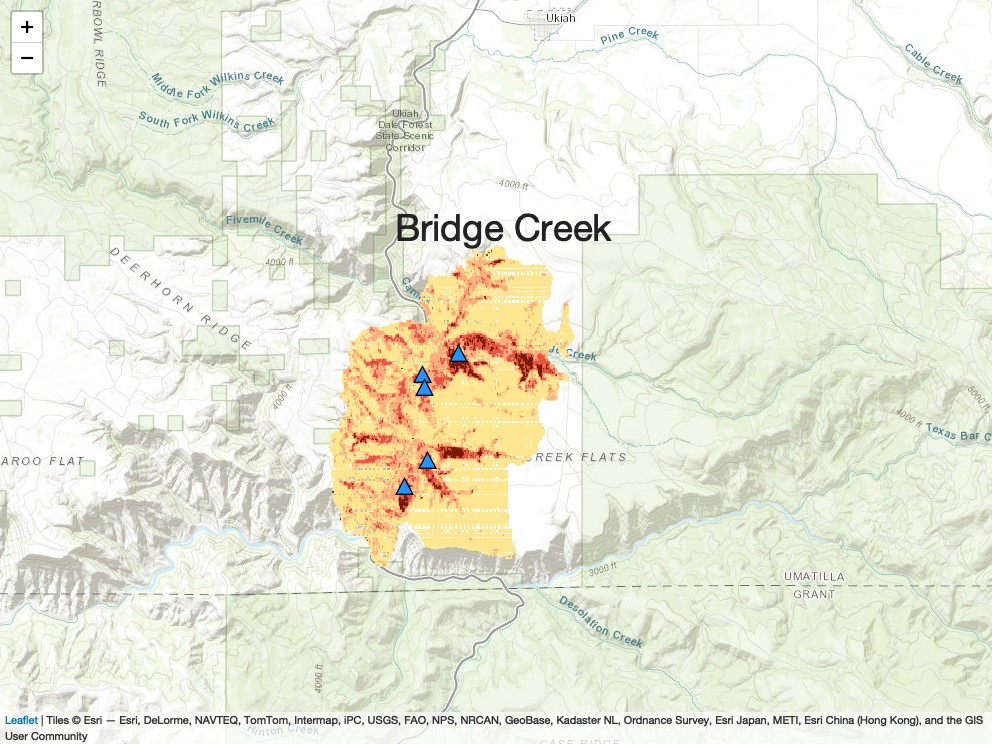 +
−
Ukiah
Pine Creek
Cable Creek
RBOWL RIDGE
Middle Fork Wilkins Creek
South Fork Wilkins Creek
Ukiah
Dale Forest
State Scenic
Corridor
4000 ft
Fivemile Creek
Bridge Creek
4000 ft
DEERHORN RIDGE
Creek
4000 ft
5000 ft
4000 ft
Texas Bar C
AROO FLAT
REEK FLATS
3000 ft
UMATILLA
GRANT
Desolation Creek
4000 ft
Leaflet | Tiles © Esri — Esri, DeLorme, NAVTEQ, TomTom, Intermap, iPC, USGS, FAO, NPS, NRCAN, GeoBase, Kadaster NL, Ordnance Survey, Esri Japan, METI, Esri China (Hong Kong), and the GIS
User Community
CASE RIDGE